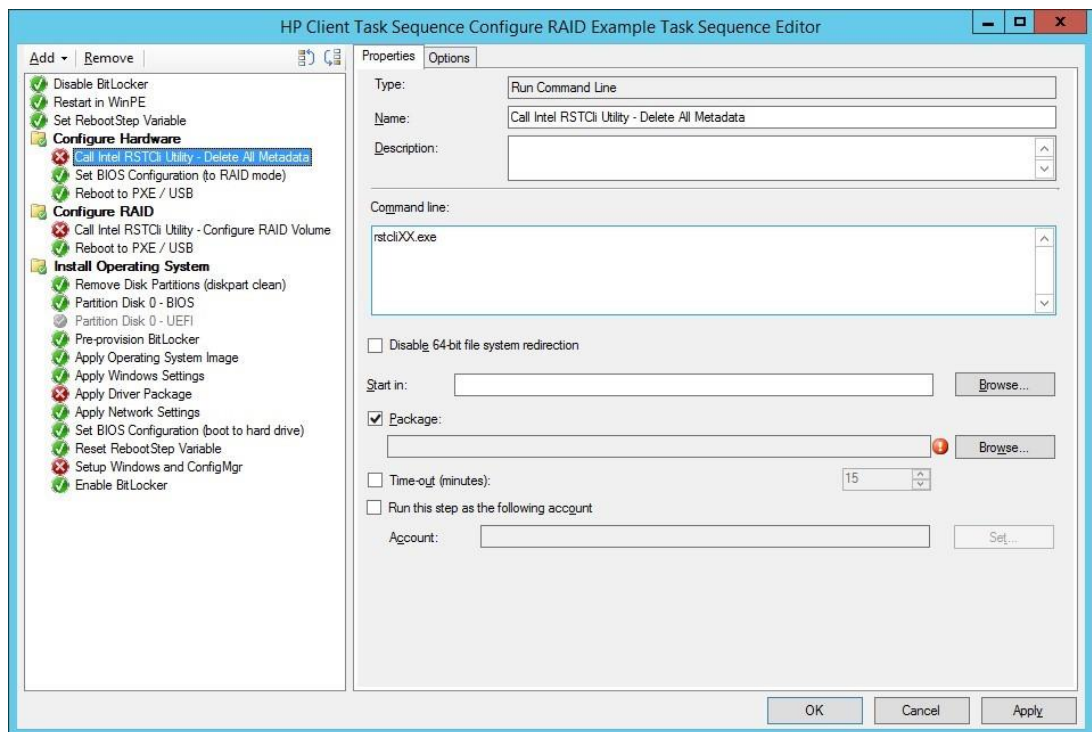 HP Client Task Sequence Configure RAID Example Task Sequence Editor
Add Remove
Disable BitLocker
Restart in WinPE
Set RebootStep Variable
Configure Hardware
Call Intel RSTCli Utility - Delete All Metadata
Set BIOS Configuration (to RAID mode)
Reboot to PXE / USB
Configure RAID
Call Intel RSTCli Utility - Configure RAID Volume
Reboot to PXE / USB
Install Operating System
Remove Disk Partitions (diskpart clean)
Partition Disk 0 - BIOS
Partition Disk 0 - UEFI
Pre-provision BitLocker
Apply Operating System Image
Apply Windows Settings
Apply Driver Package
Apply Network Settings
Set BIOS Configuration (boot to hard drive)
Reset RebootStep Variable
Setup Windows and ConfigMgr
Enable BitLocker
Properties Options
Type: Run Command Line
Name: Call Intel RSTCli Utility - Delete All Metadata
Description:
Command line:
rstcliXX.exe
Disable 64-bit file system redirection
Start in: Browse...
Package:
Browse...
Time-out (minutes): 15
Run this step as the following account
Account: Set...
OK Cancel Apply